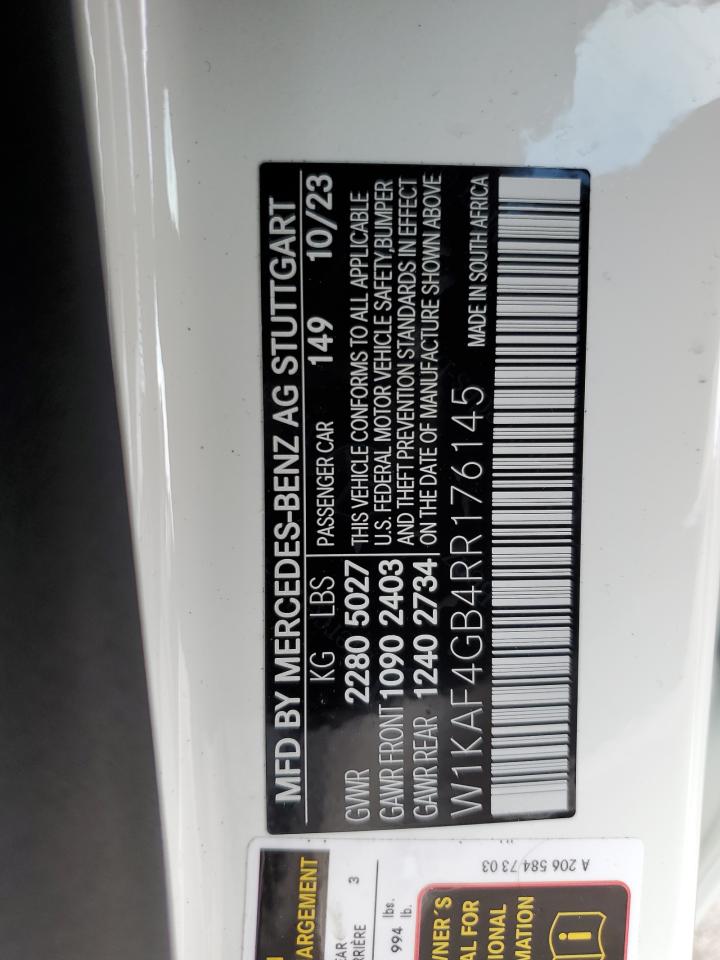 MFD BY MERCEDES-BENZ AG STUTTGART
KG LBS PASSENGER CAR 149 10/23
GVWR 2280 5027 THIS VEHICLE CONFORMS TO ALL APPLICABLE
GAWR FRONT 1090 2403 U.S. FEDERAL MOTOR VEHICLE SAFETY,BUMPER
GAWR REAR 1240 2734 AND THEFT PREVENTION STANDARDS IN EFFECT
ON THE DATE OF MANUFACTURE SHOWN ABOVE
W1KAF4GB4RR176145 MADE IN SOUTH AFRICA
ARGEMENT
3
994 lbs.
lb.
A 206 584 73 03